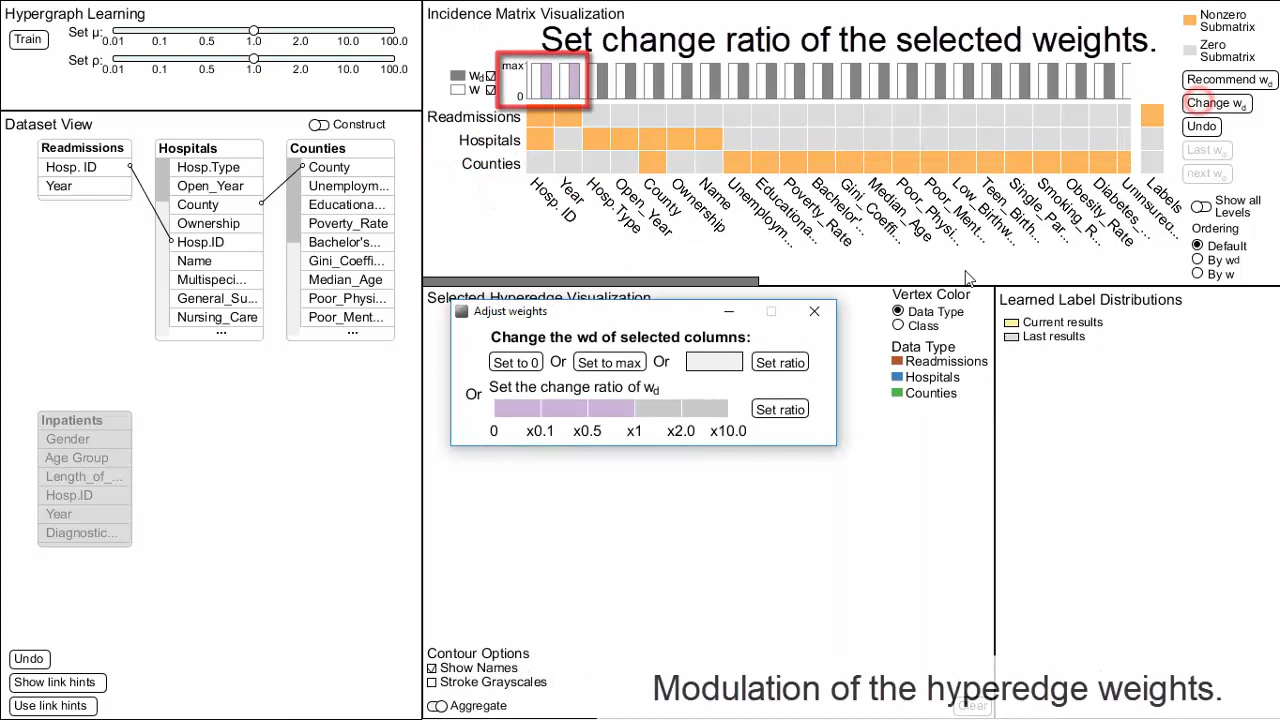 Hypergraph Learning
Train
Set μ:
0.01 0.1 0.5 1.0 2.0 10.0 100.0
Set ρ:
0.01 0.1 0.5 1.0 2.0 10.0 100.0
Dataset View
Construct
Readmissions
Hosp. ID
Year
Hospitals
Hosp.Type
Open_Year
County
Ownership
Hosp.ID
Name
Multispeci...
General_Su...
Nursing_Care
...
Counties
County
Unemploym...
Educationa...
Poverty_Rate
Bachelor's...
Gini_Coeffi...
Median_Age
Poor_Physi...
Poor_Ment...
...
Inpatients
Gender
Age Group
Length_of_...
Hosp.ID
Year
Diagnostic...
Undo
Show link hints
Use link hints
Incidence Matrix Visualization
Set change ratio of the selected weights.
Wd
W
max
0
Readmissions
Hospitals
Counties
Hosp. ID
Year
Hosp.Type
Open_Year
County
Ownership
Name
Unemploym...
Educationa...
Poverty_Rate
Bachelor'...
Gini_Coeffi...
Median_Age
Poor_Physi...
Poor_Ment...
Low_Birthw...
Teen_Birth...
Single_Par...
Smoking_R...
Obesity_Rate
Diabetes_...
Uninsured...
Labels
Nonzero
Submatrix
Zero
Submatrix
Recommend wd
Change wd
Undo
Last wd
next wd
Show all
Levels
Ordering
Default
By wd
By w
Selected Hyperedge Visualization
Adjust weights
Change the wd of selected columns:
Set to 0 Or Set to max Or Set ratio
Or
Set the change ratio of wd
Set ratio
0 x0.1 x0.5 x1 x2.0 x10.0
Vertex Color
Data Type
Class
Data Type
Readmissions
Hospitals
Counties
Contour Options
Show Names
Stroke Grayscales
Aggregate
Clear
Learned Label Distributions
Current results
Last results
Modulation of the hyperedge weights.